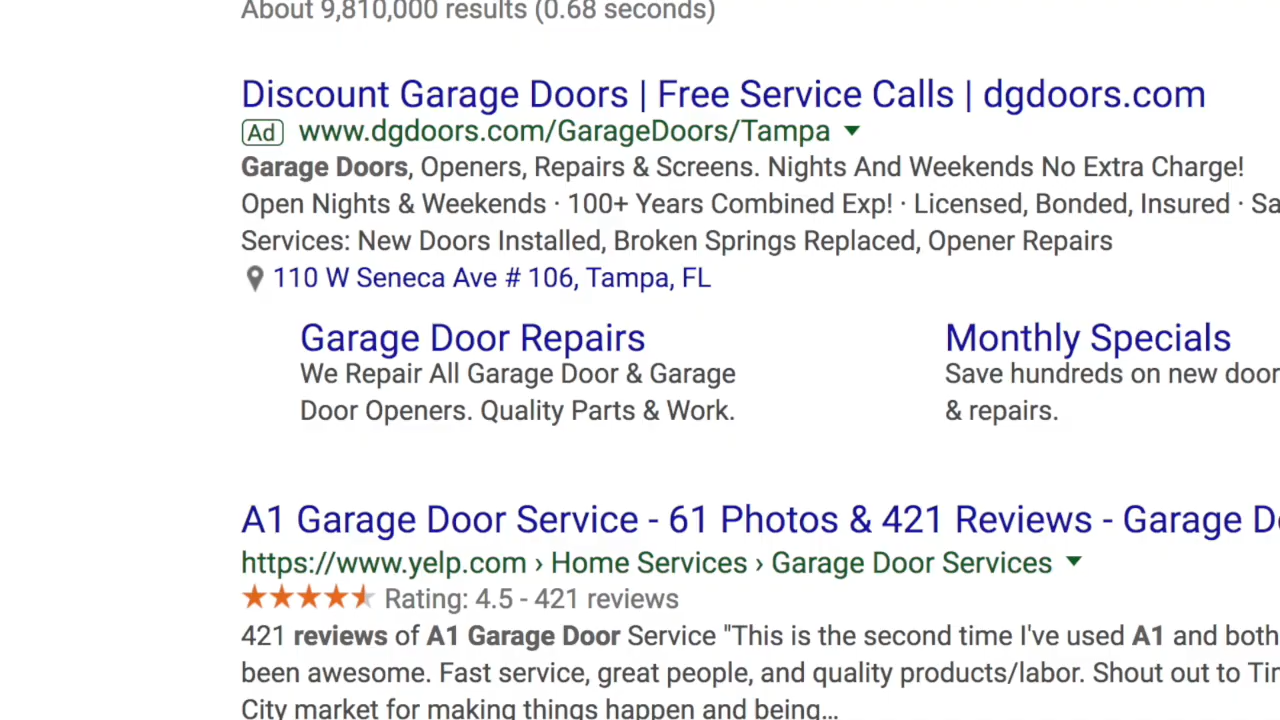 About 9,810,000 results (0.68 seconds)
Discount Garage Doors | Free Service Calls | dgdoors.com
Ad www.dgdoors.com/GarageDoors/Tampa
Garage Doors, Openers, Repairs & Screens. Nights And Weekends No Extra Charge!
Open Nights & Weekends · 100+ Years Combined Exp! · Licensed, Bonded, Insured ·
Services: New Doors Installed, Broken Springs Replaced, Opener Repairs
110 W Seneca Ave # 106, Tampa, FL
Garage Door Repairs
We Repair All Garage Door & Garage
Door Openers. Quality Parts & Work.
Monthly Specials
Save hundreds on new door
& repairs.
A1 Garage Door Service - 61 Photos & 421 Reviews - Garage
https://www.yelp.com › Home Services › Garage Door Services
Rating: 4.5 - 421 reviews
421 reviews of A1 Garage Door Service "This is the second time I've used A1 and both
been awesome. Fast service, great people, and quality products/labor. Shout out to
City market for making things happen and being...